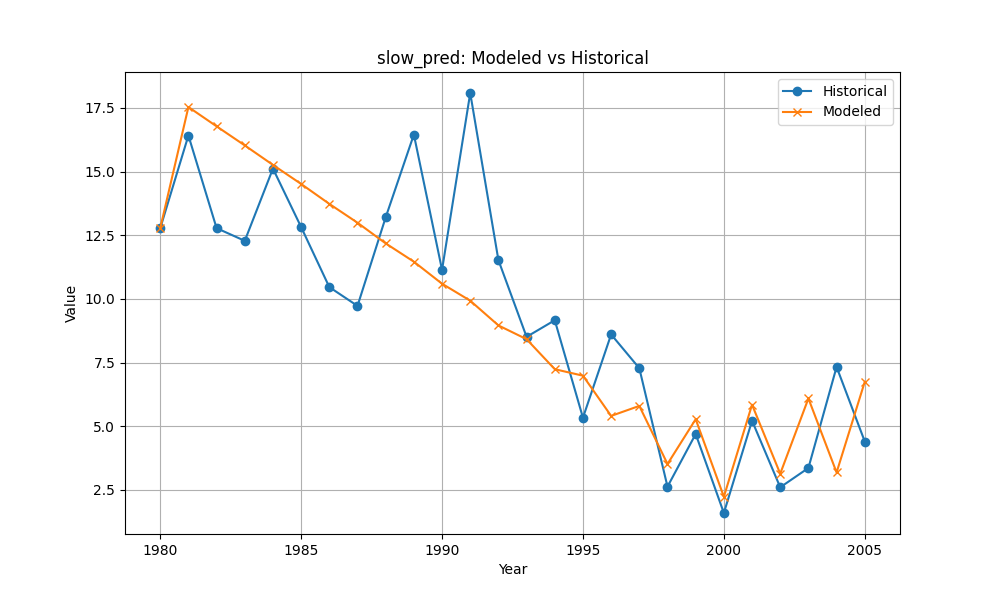 slow_pred: Modeled vs Historical
Historical
Modeled
17.5
15.0
12.5
10.0
7.5
5.0
2.5
Value
1980
1985
1990
1995
2000
2005
Year